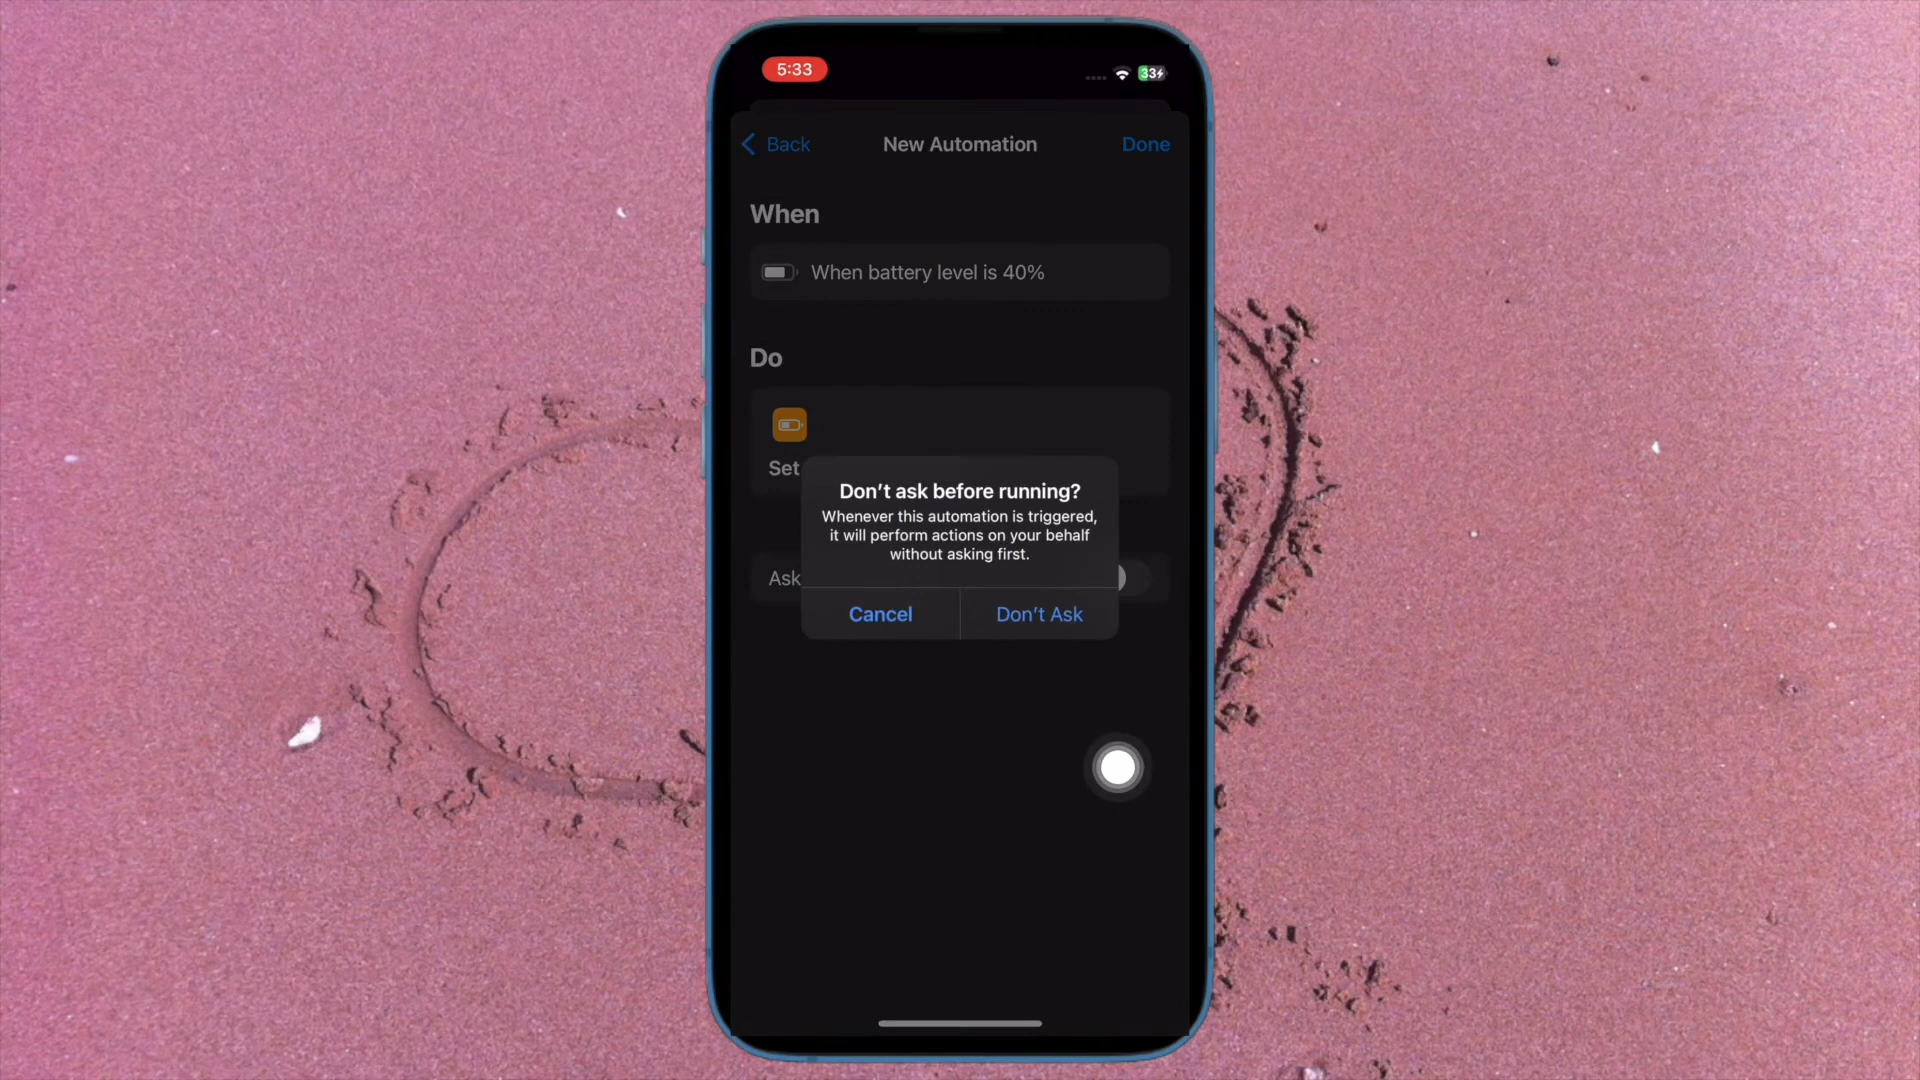 5:33
33
Back
New Automation
Done
When
When battery level is 40%
Do
Set
Don't ask before running?
Whenever this automation is triggered,
it will perform actions on your behalf
without asking first.
Ask
Cancel
Don't Ask